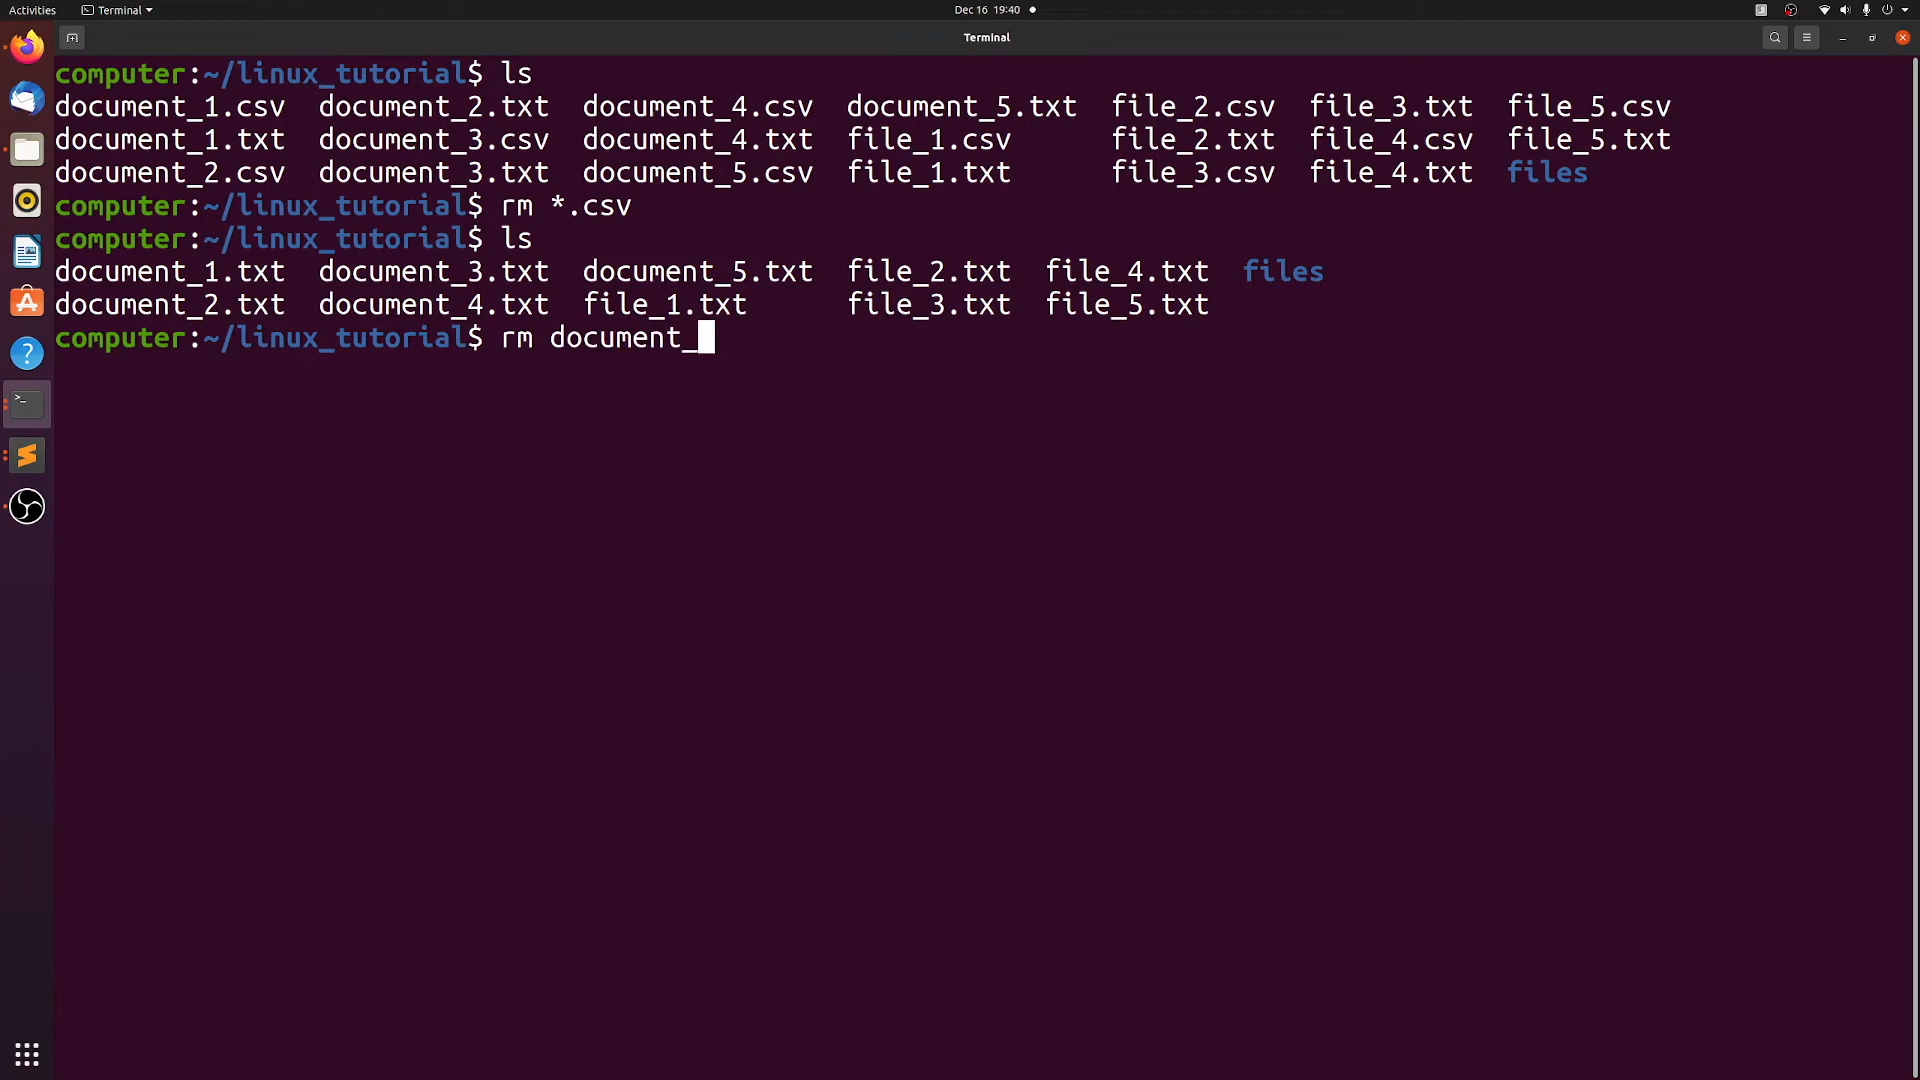 Activities Terminal Dec 16 19:40
Terminal
computer:~/linux_tutorial$ ls
document_1.csv document_2.txt document_4.csv document_5.txt file_2.csv file_3.txt file_5.csv
document_1.txt document_3.csv document_4.txt file_1.csv file_2.txt file_4.csv file_5.txt
document_2.csv document_3.txt document_5.csv file_1.txt file_3.csv file_4.txt files
computer:~/linux_tutorial$ rm *.csv
computer:~/linux_tutorial$ ls
document_1.txt document_3.txt document_5.txt file_2.txt file_4.txt files
document_2.txt document_4.txt file_1.txt file_3.txt file_5.txt
computer:~/linux_tutorial$ rm document_